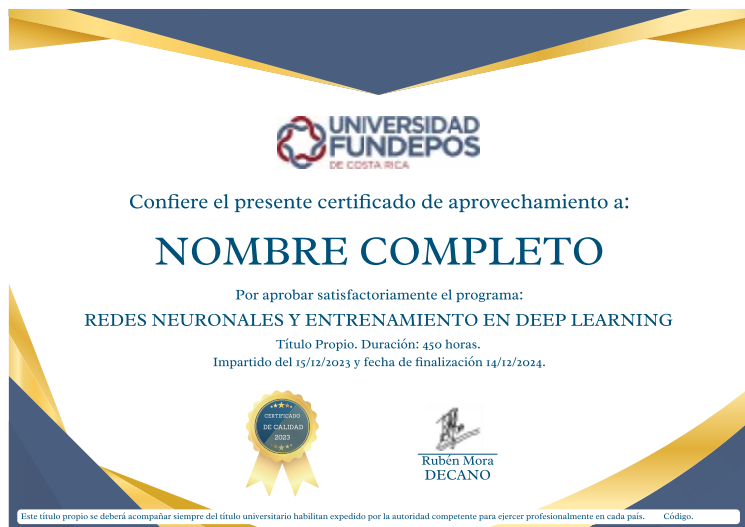 UNIVERSIDAD
FUNDEPOS
DE COSTA RICA
Confiere el presente certificado de aprovechamiento a:
NOMBRE COMPLETO
Por aprobar satisfactoriamente el programa:
REDES NEURONALES Y ENTRENAMIENTO EN DEEP LEARNING
Título Propio. Duración: 450 horas.
Impartido del 15/12/2023 y fecha de finalización 14/12/2024.
CERTIFICADO
DE CALIDAD
2023
Rubén Mora
DECANO
Este título propio se deberá acompañar siempre del título universitario habilitan expedido por la autoridad competente para ejercer profesionalmente en cada país. Código.